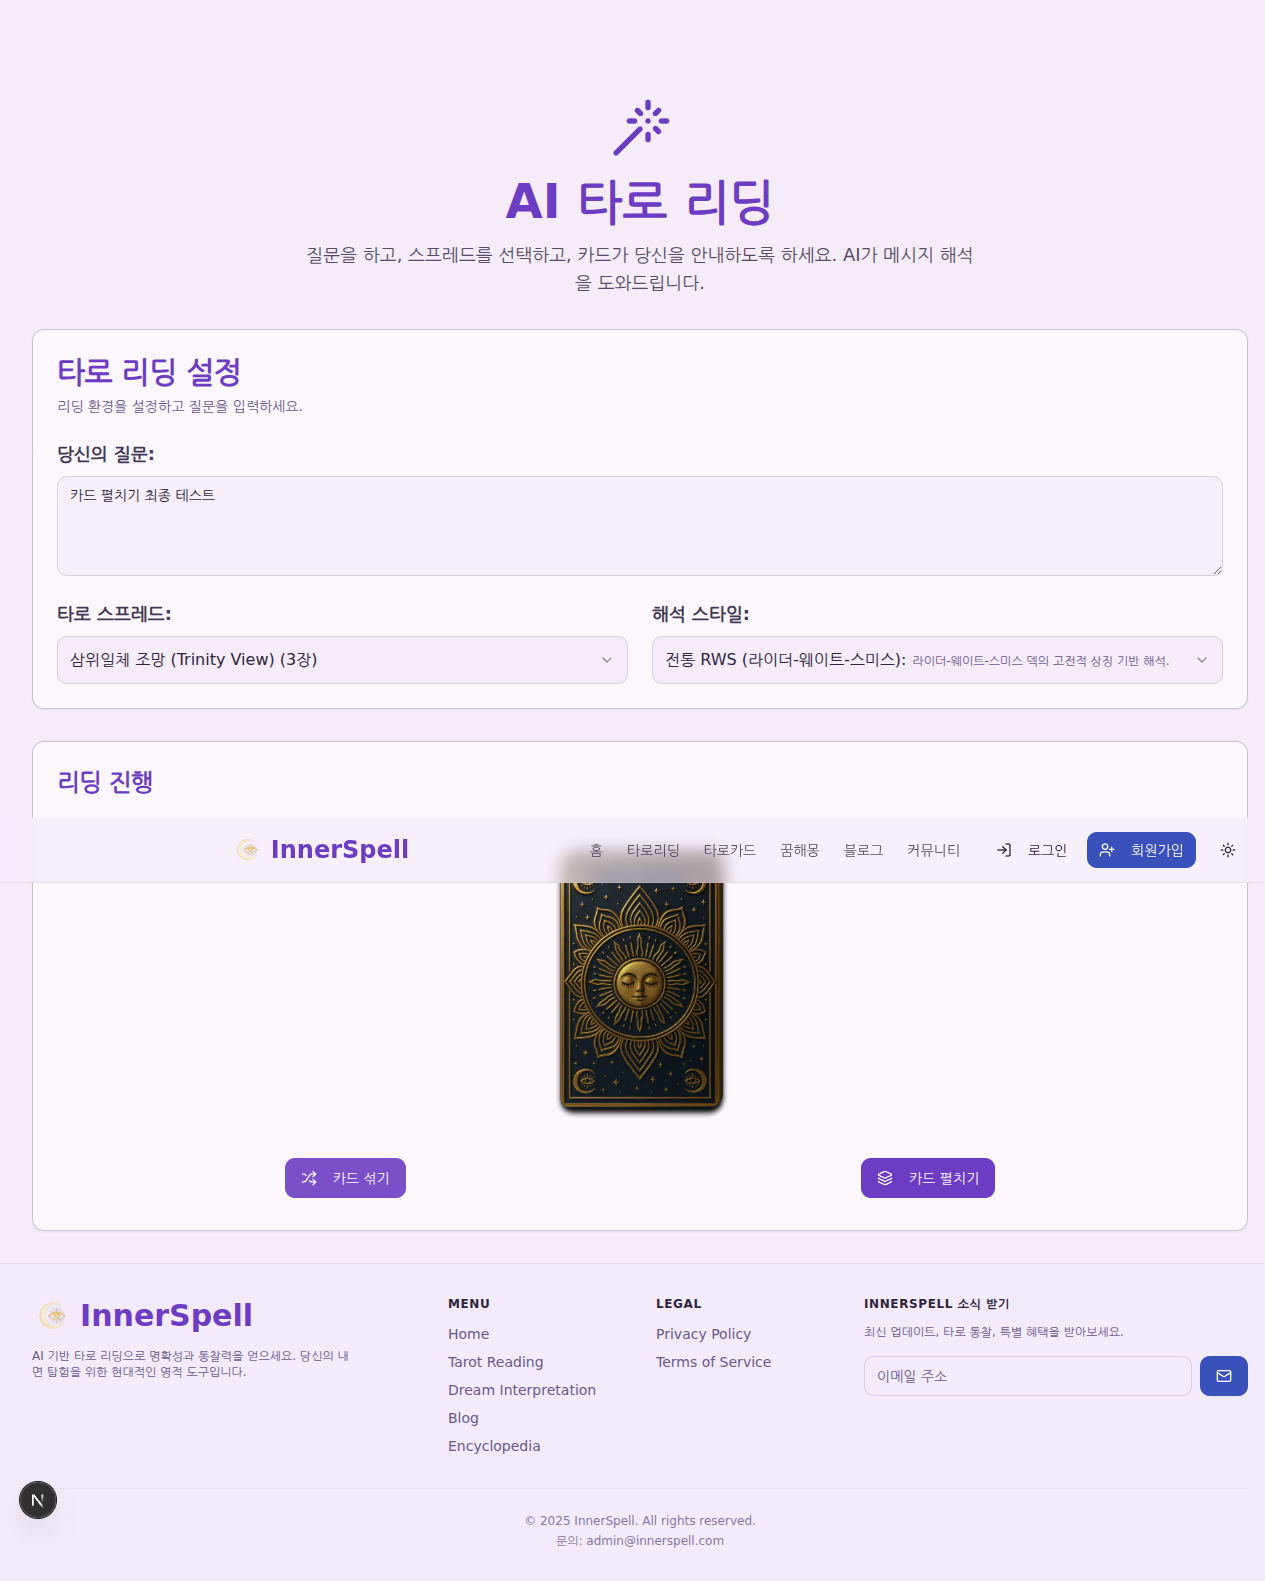 AI 타로 리딩
질문을 하고, 스프레드를 선택하고, 카드가 당신을 안내하도록 하세요. AI가 메시지 해석
을 도와드립니다.
타로 리딩 설정
리딩 환경을 설정하고 질문을 입력하세요.
당신의 질문:
카드 펼치기 최종 테스트
타로 스프레드:
해석 스타일:
삼위일체 조망 (Trinity View) (3장)
전통 RWS (라이더-웨이트-스미스): 라이더-웨이트-스미스 덱의 고전적 상징 기반 해석.
리딩 진행
InnerSpell
홈 타로리딩 타로카드 꿈해몽 블로그 커뮤니티 로그인 회원가입
카드 섞기
카드 펼치기
InnerSpell
AI 기반 타로 리딩으로 명확성과 통찰력을 얻으세요. 당신의 내
면 탐험을 위한 현대적인 영적 도구입니다.
MENU
Home
Tarot Reading
Dream Interpretation
Blog
Encyclopedia
LEGAL
Privacy Policy
Terms of Service
INNERSPELL 소식 받기
최신 업데이트, 타로 통찰, 특별 혜택을 받아보세요.
이메일 주소
N
© 2025 InnerSpell. All rights reserved.
문의: admin@innerspell.com